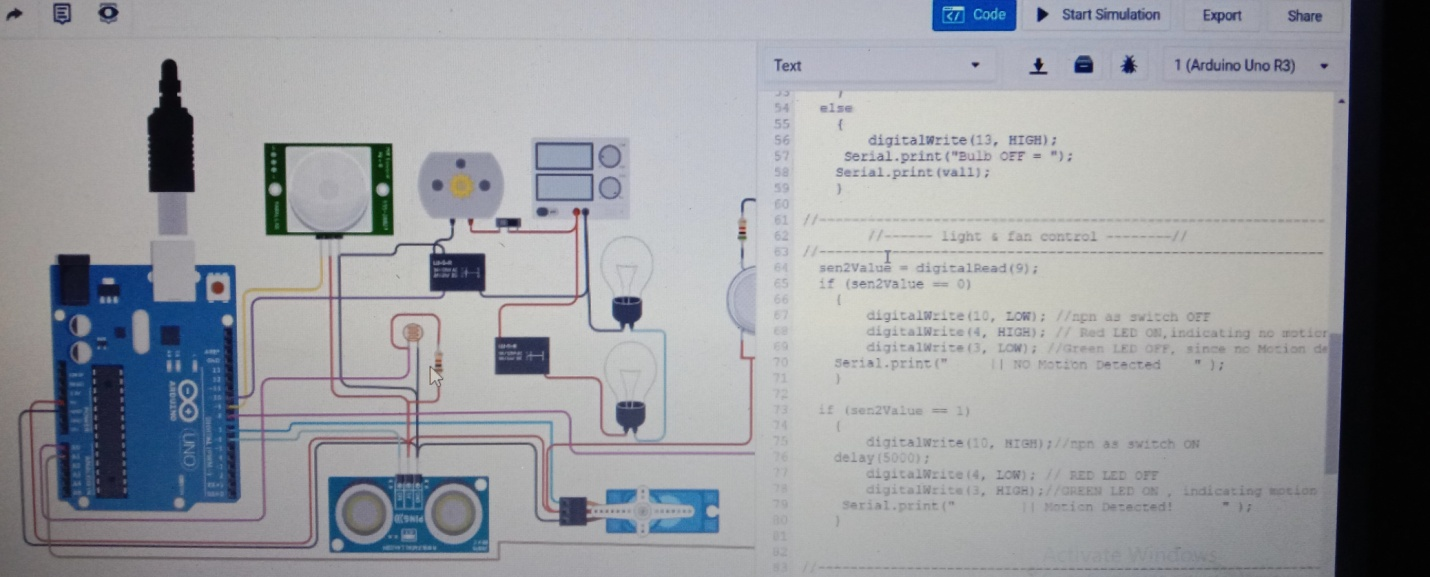 Code
Start Simulation
Export
Share
Text
1 (Arduino Uno R3)
54 else
55 {
56 digitalWrite(13, HIGH);
57 Serial.print("Bulb OFF = ");
58 Serial.print(vall);
59 }
60
61 //--------------------------------------------------------------
62 //------ light & fan control --------//
63 //--------------------------------------------------------------
64 sen2Value = digitalRead(9);
65 if (sen2Value == 0)
66 {
67 digitalWrite(10, LOW); //npn as switch OFF
68 digitalWrite(4, HIGH); // Red LED ON,indicating no motion
69 digitalWrite(3, LOW); //Green LED OFF, since no Motion de
70 Serial.print("     || NO Motion Detected    " );
71 }
72
73 if (sen2Value == 1)
74 {
75 digitalWrite(10, HIGH);//npn as switch ON
76 delay(5000);
77 digitalWrite(4, LOW); // RED LED OFF
78 digitalWrite(3, HIGH);//GREEN LED ON , indicating motion
79 Serial.print("        || Motion Detected!      " );
80 }
81
82
83 //--------------------------------------------------------------
Activate Windows
ARDUINO
UNO